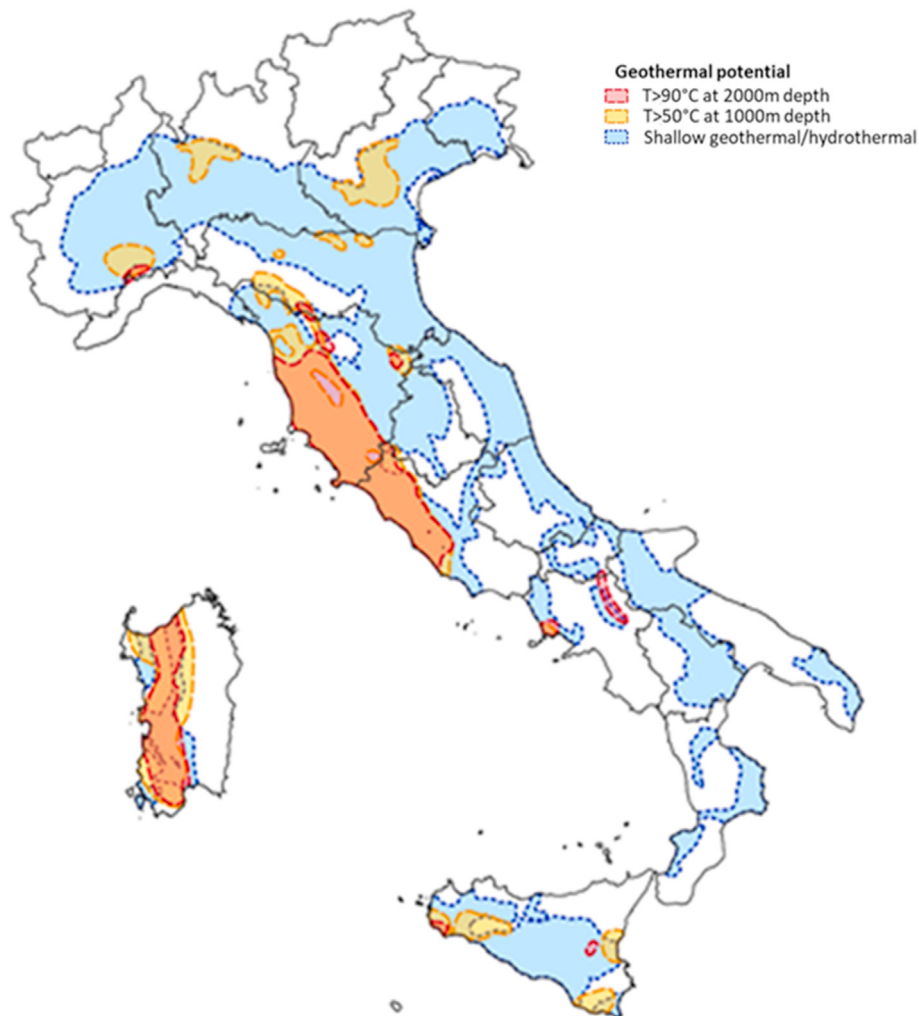 Geothermal potential
T>90°C at 2000m depth
T>50°C at 1000m depth
Shallow geothermal/hydrothermal